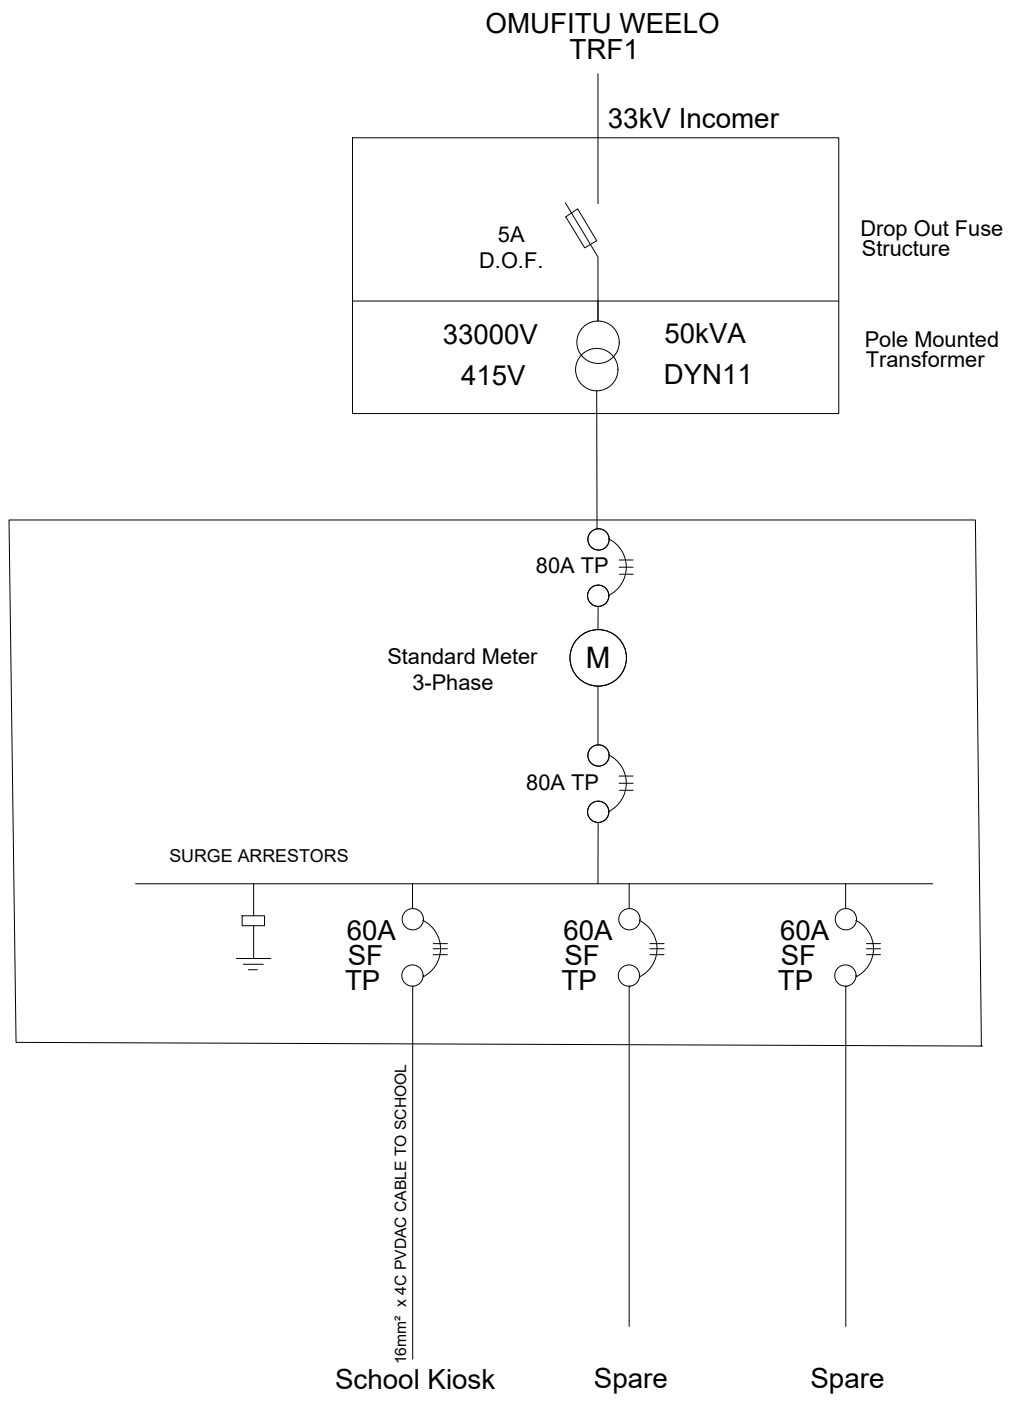 OMUFITU WEELO
TRF1
33kV Incomer
5A
D.O.F.
Drop Out Fuse
Structure
33000V
415V
50kVA
DYN11
Pole Mounted
Transformer
80A TP
Standard Meter
3-Phase
M
80A TP
SURGE ARRESTORS
60A
SF
TP
60A
SF
TP
60A
SF
TP
16mm² x 4C PVDAC CABLE TO SCHOOL
School Kiosk
Spare
Spare